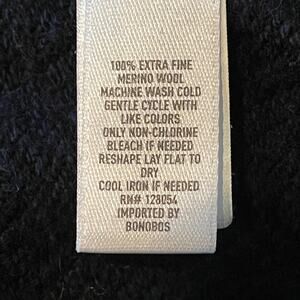 100% EXTRA FINE
MERINO WOOL
MACHINE WASH COLD
GENTLE CYCLE WITH
LIKE COLORS
ONLY NON-CHLORINE
BLEACH IF NEEDED
RESHAPE LAY FLAT TO
DRY
COOL IRON IF NEEDED
RN# 128054
IMPORTED BY
BONOBOS